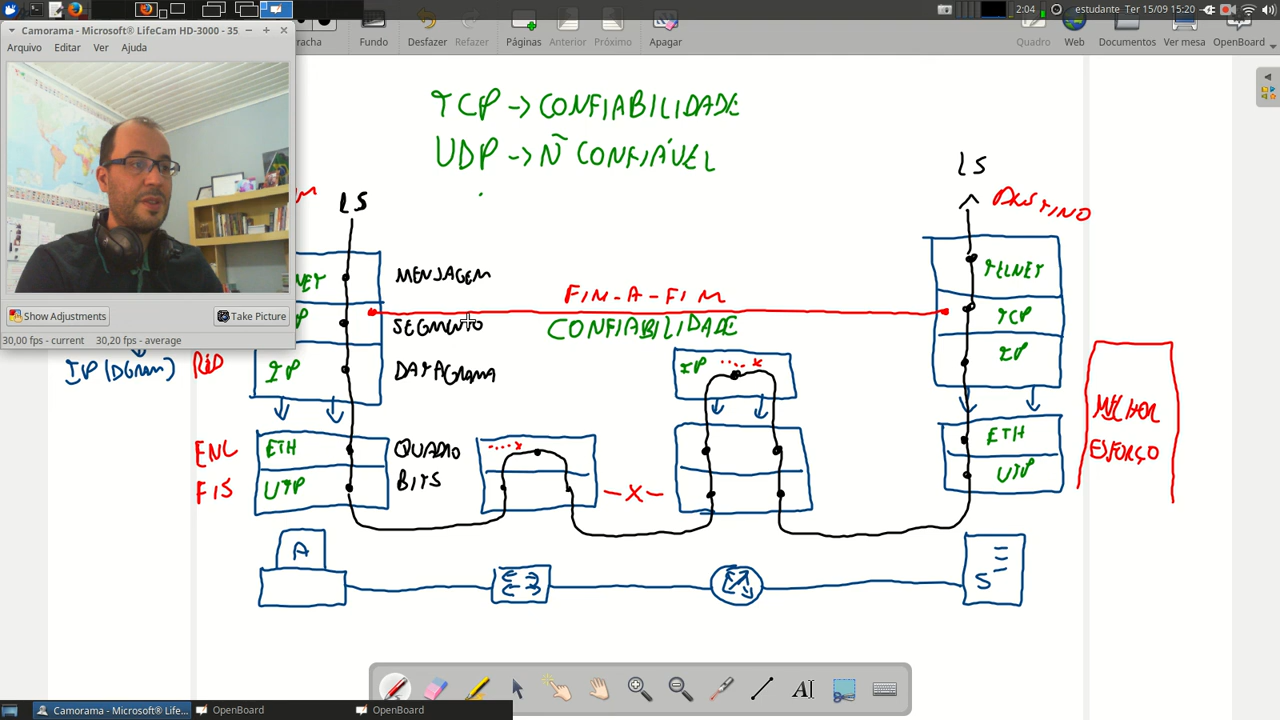 2:04
estudante
Ter 15/09 15:20
Camorama - Microsoft® LifeCam HD-3000 - 35
Arquivo
Editar
Ver
Ajuda
racha
Fundo
Desfazer
Refazer
Páginas
Anterior
Próximo
Apagar
Quadro
Web
Documentos
Ver mesa
OpenBoard
TCP -> CONFIABILIDADE
UDP -> Ñ CONFIÁVEL
LS
LS
DESTINO
MENSAGEM
TELNET
FIM-A-FIM
Show Adjustments
Take Picture
SEGMENTO
CONFIABILIDADE
TCP
30,00 fps - current
30,20 fps - average
IP (DGRAM)
RED
IP
DATAGRAMA
IP
IP
MELHOR
ESFORÇO
ENL
ETH
QUADRO
ETH
FIS
UTP
BITS
-X-
UTP
A
S
Camorama - Microsoft® Life...
OpenBoard
OpenBoard